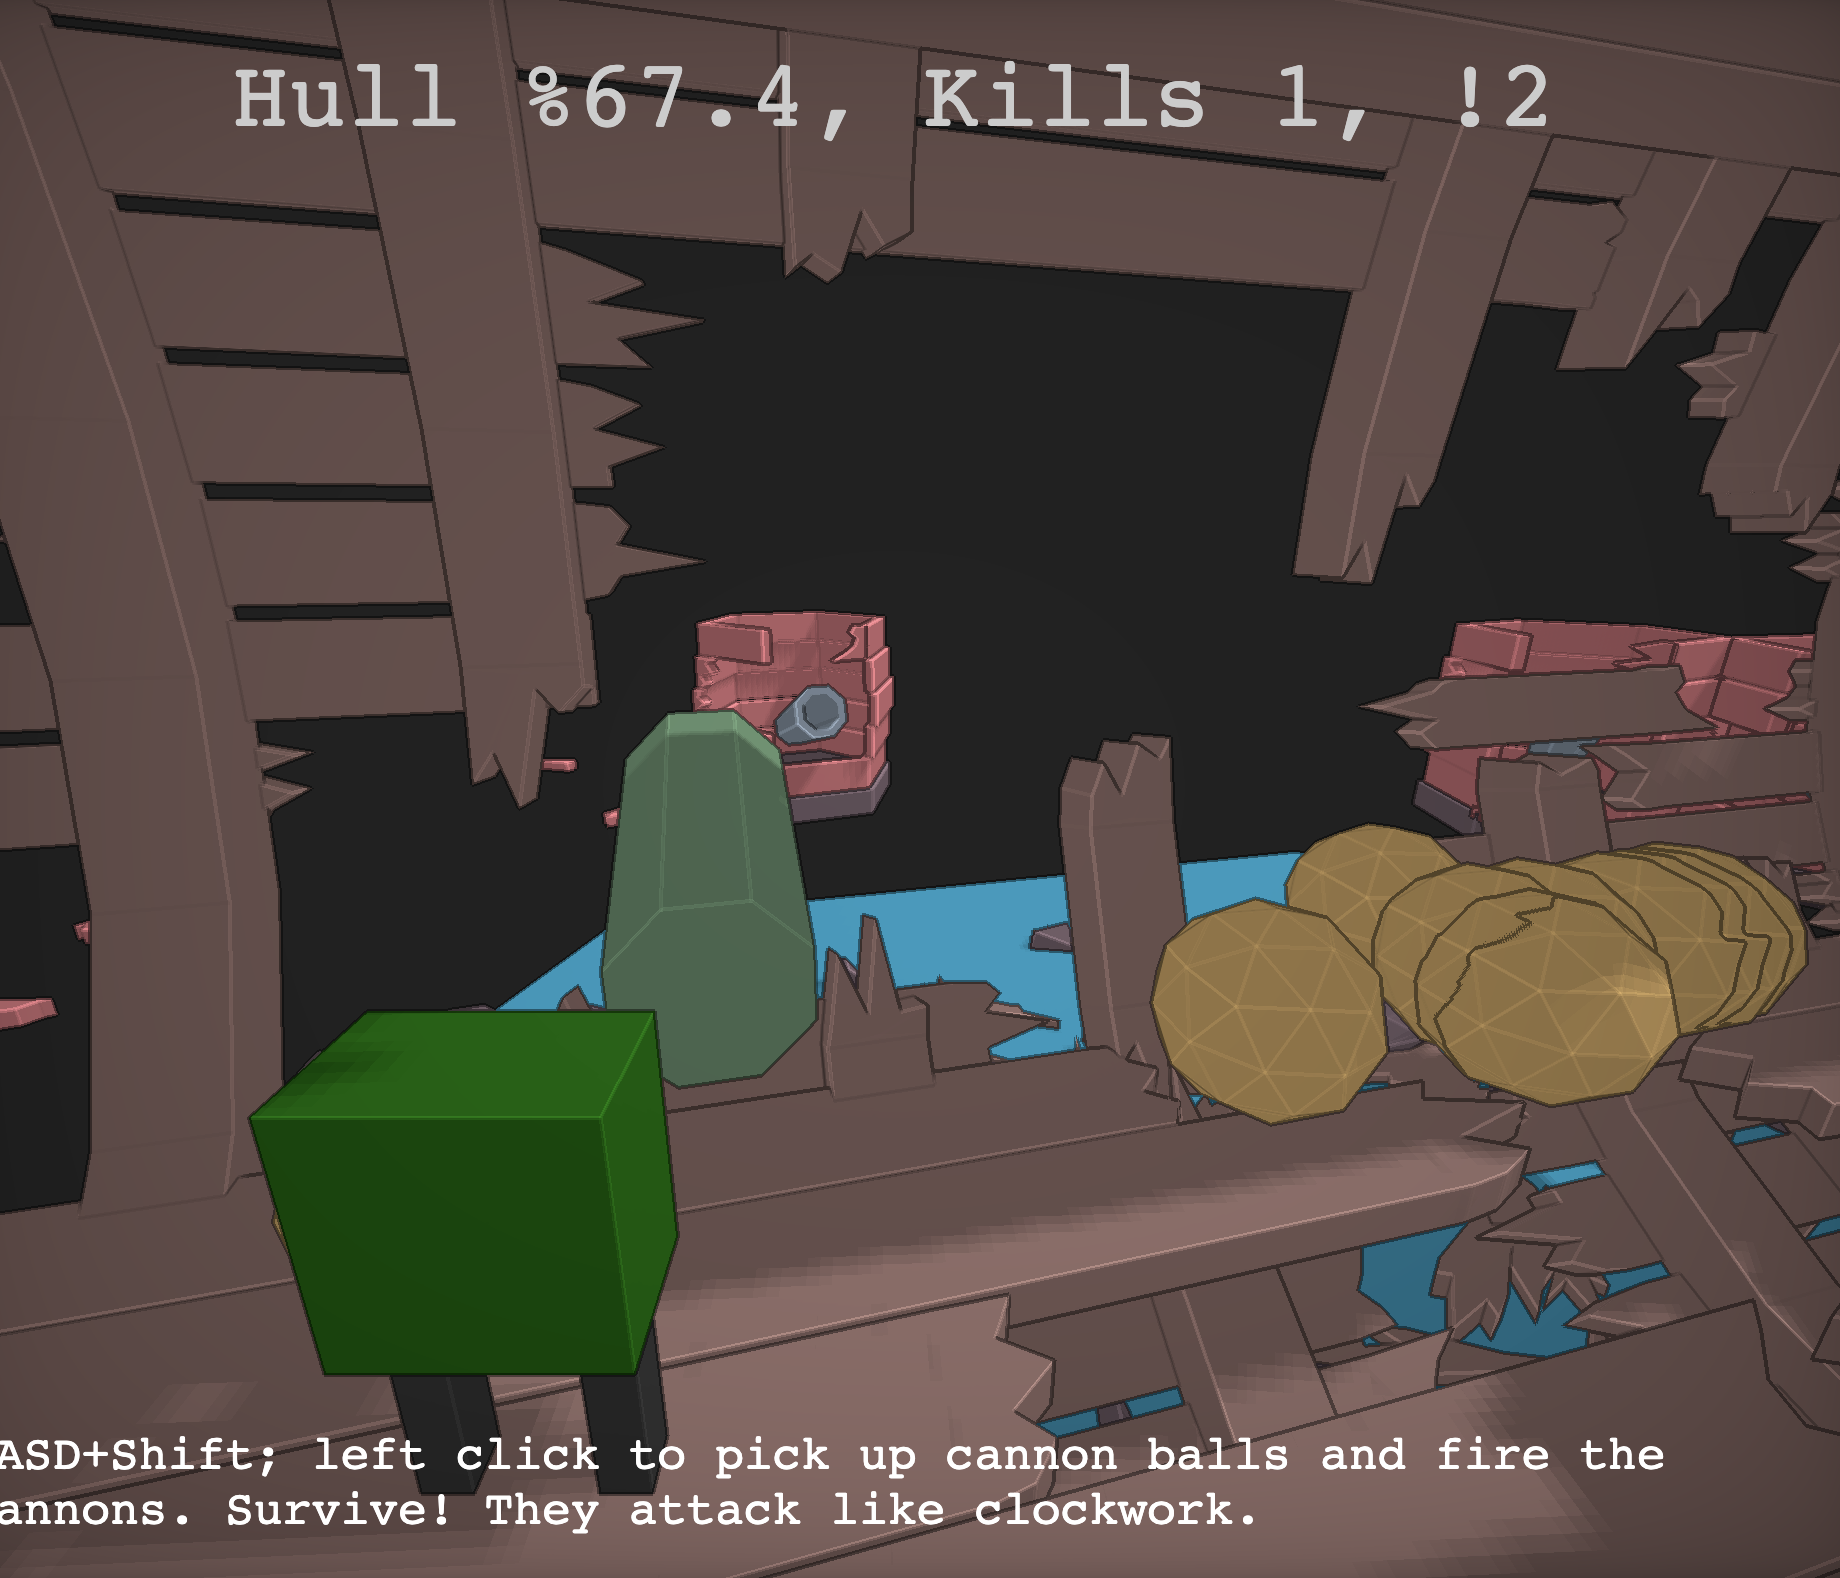 Hull %67.4, Kills 1, !2
ASD+Shift; left click to pick up cannon balls and fire the
annons. Survive! They attack like clockwork.